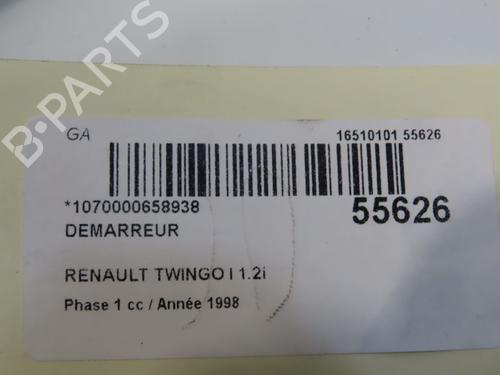 B-PARTS
GA
16510101 55626
*1070000658938
55626
DEMARREUR
RENAULT TWINGO I 1.2i
Phase 1 cc / Année 1998